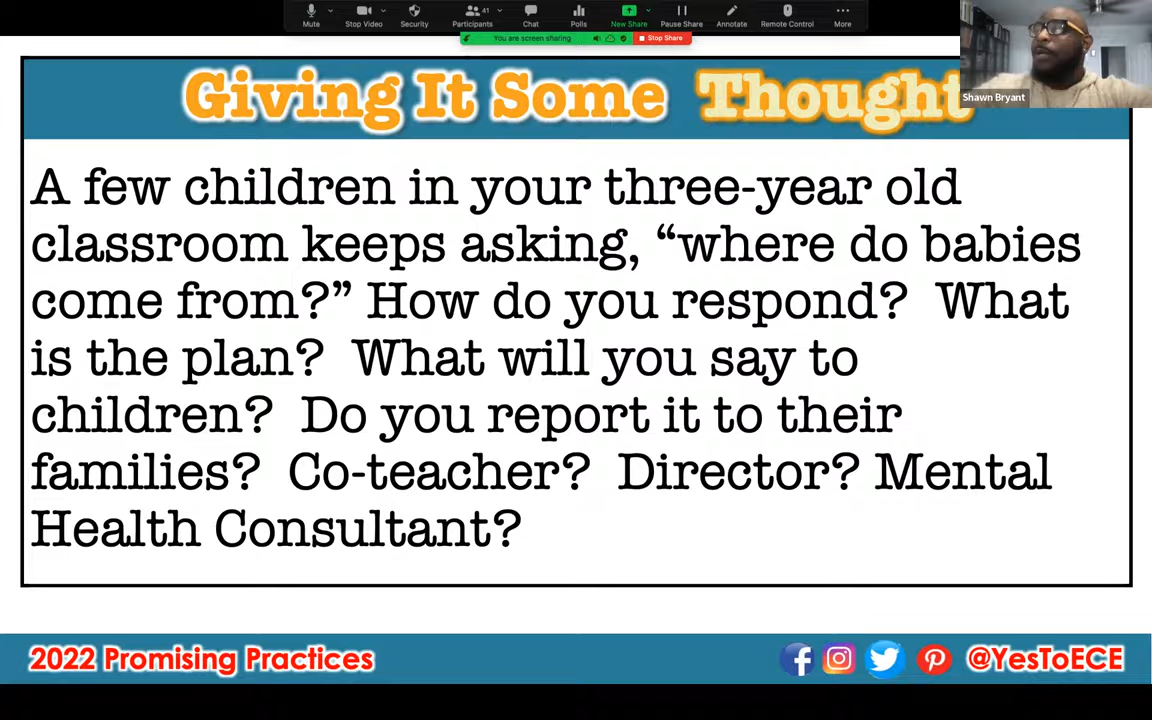 Mute
Stop Video
Security
Participants 41
Chat
Polls
New Share
Pause Share
Annotate
Remote Control
More
You are screen sharing
Stop Share
Shawn Bryant
Giving It Some Thought
A few children in your three-year old
classroom keeps asking, “where do babies
come from?” How do you respond? What
is the plan? What will you say to
children? Do you report it to their
families? Co-teacher? Director? Mental
Health Consultant?
2022 Promising Practices
@YesToECE